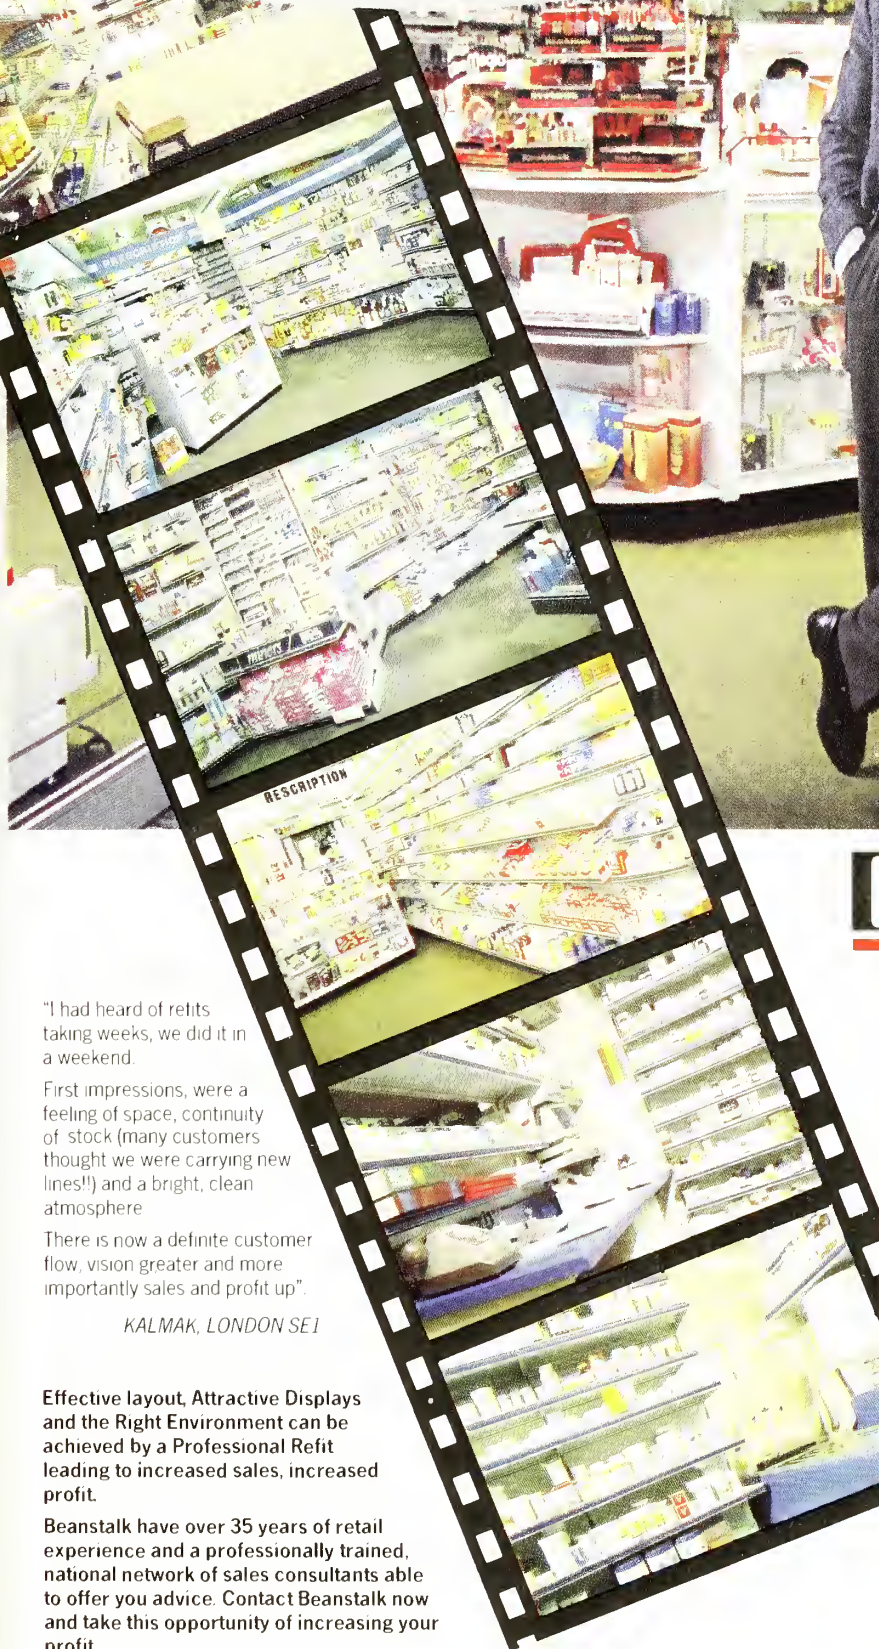 PRESCRIPTION
RESCRIPTION
"I had heard of refits
taking weeks, we did it in
a weekend.
First impressions, were a
feeling of space, continuity
of stock (many customers
thought we were carrying new
lines!!) and a bright, clean
atmosphere
There is now a definite customer
flow, vision greater and more
importantly sales and profit up".
KALMAK, LONDON SE1
Effective layout, Attractive Displays
and the Right Environment can be
achieved by a Professional Refit
leading to increased sales, increased
profit.
Beanstalk have over 35 years of retail
experience and a professionally trained,
national network of sales consultants able
to offer you advice. Contact Beanstalk now
and take this opportunity of increasing your
profit